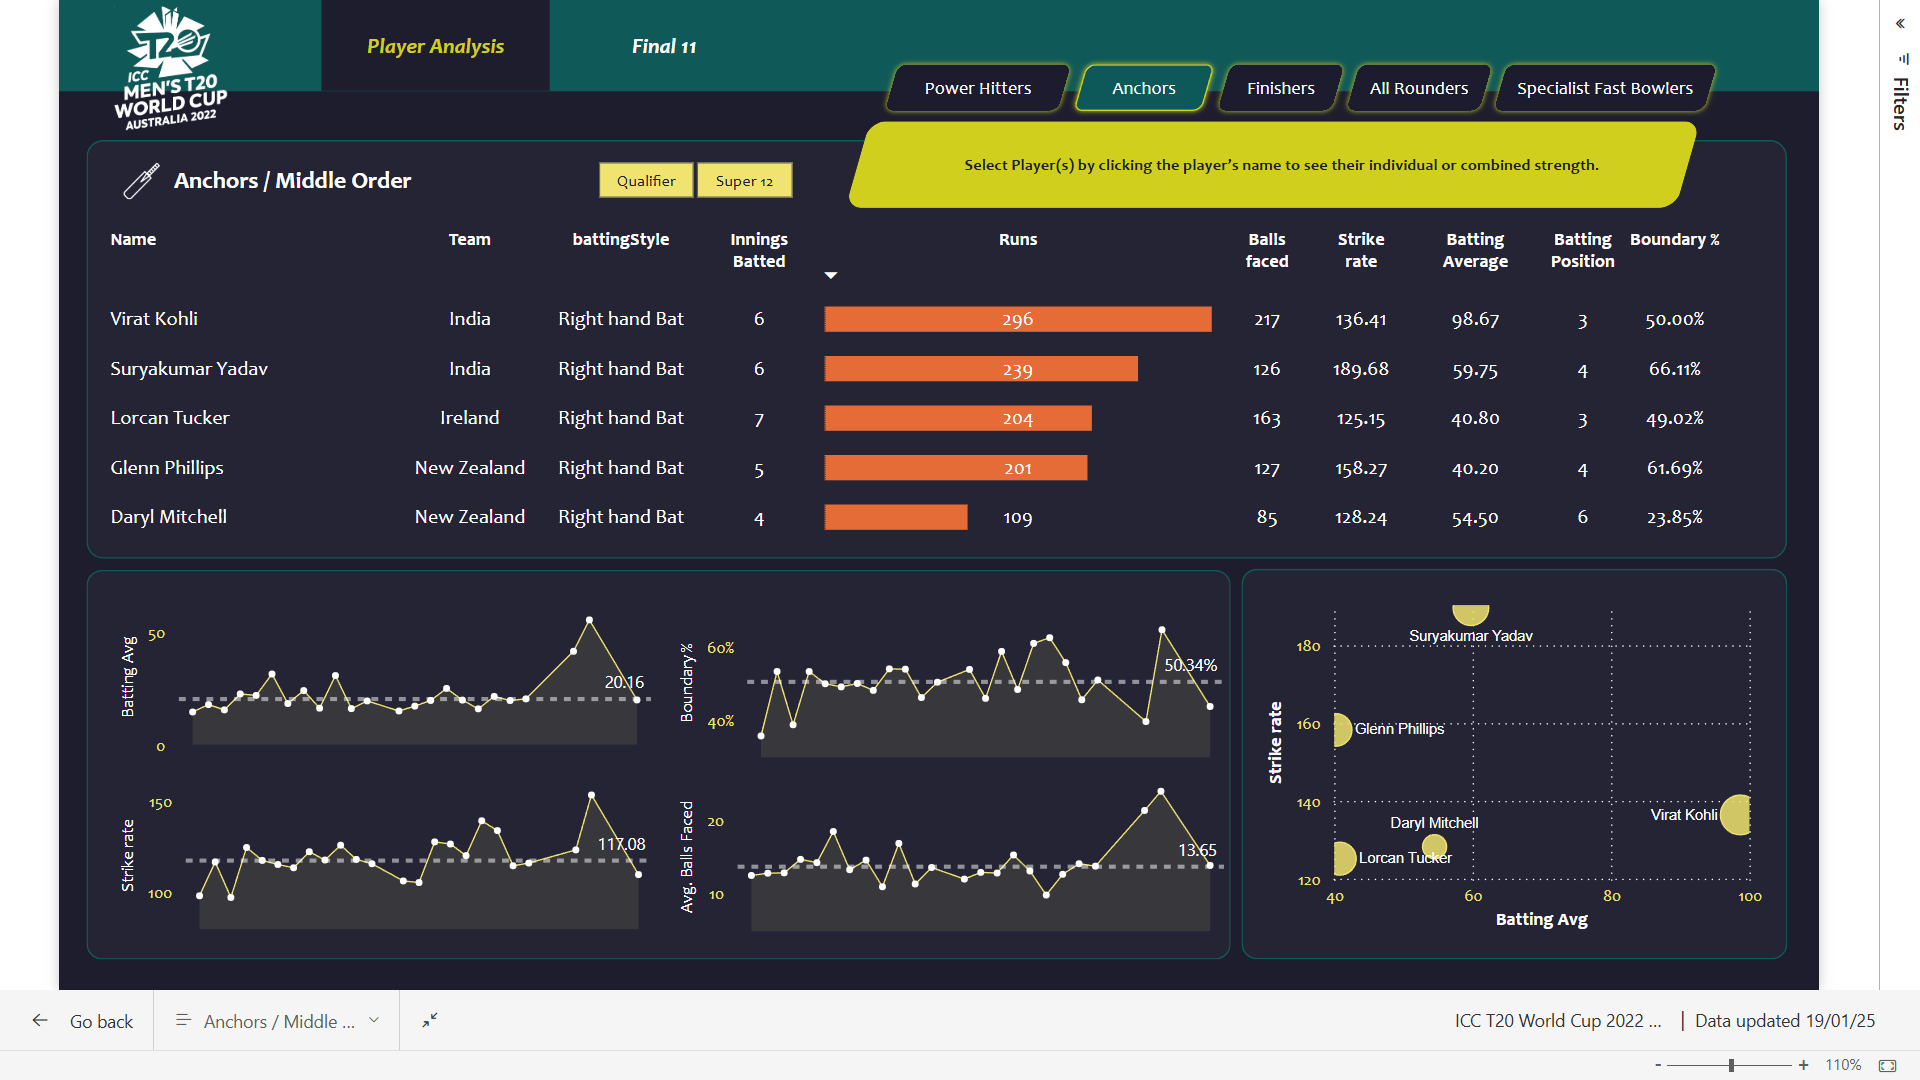 Player Analysis
Final 11
T20
ICC
MEN'S T20
WORLD CUP
AUSTRALIA 2022
Power Hitters
Anchors
Finishers
All Rounders
Specialist Fast Bowlers
Filters
Select Player(s) by clicking the player's name to see their individual or combined strength.
Anchors / Middle Order
Qualifier
Super 12
Name Team battingStyle Innings Batted Runs Balls faced Strike rate Batting Average Batting Position Boundary %
Virat Kohli India Right hand Bat 6 296 217 136.41 98.67 3 50.00%
Suryakumar Yadav India Right hand Bat 6 239 126 189.68 59.75 4 66.11%
Lorcan Tucker Ireland Right hand Bat 7 204 163 125.15 40.80 3 49.02%
Glenn Phillips New Zealand Right hand Bat 5 201 127 158.27 40.20 4 61.69%
Daryl Mitchell New Zealand Right hand Bat 4 109 85 128.24 54.50 6 23.85%
Batting Avg
50
0
20.16
Boundary%
60%
40%
50.34%
Strike rate
150
100
117.08
Avg. Balls Faced
20
10
13.65
Strike rate
180
160
140
120
Suryakumar Yadav
Glenn Phillips
Virat Kohli
Daryl Mitchell
Lorcan Tucker
40 60 80 100
Batting Avg
Go back
Anchors / Middle ...
ICC T20 World Cup 2022 ... | Data updated 19/01/25
- + 110%